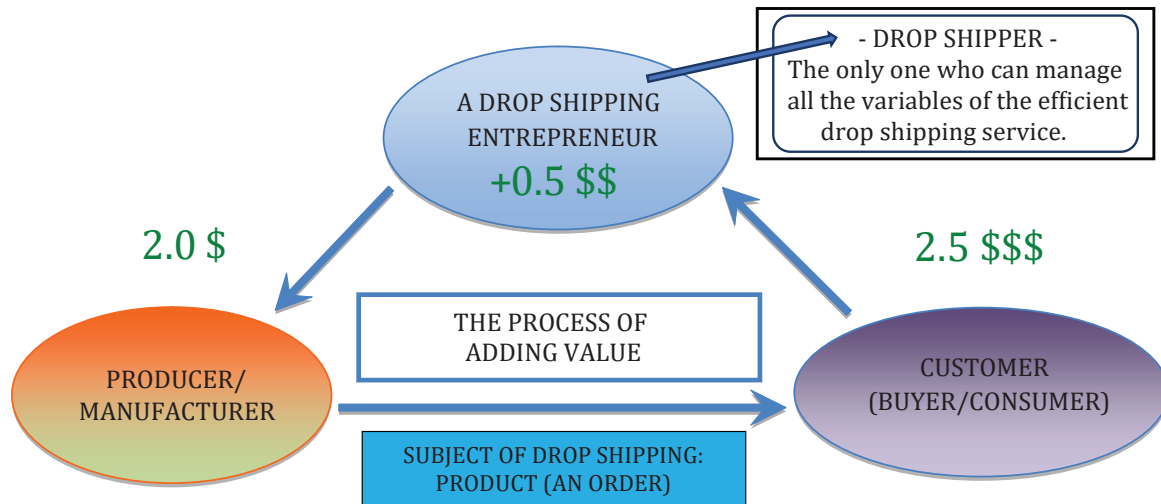 - DROP SHIPPER -
The only one who can manage
all the variables of the efficient
drop shipping service.
A DROP SHIPPING
ENTREPRENEUR
+0.5 $$
2.0 $
2.5 $$$
THE PROCESS OF
ADDING VALUE
PRODUCER/
MANUFACTURER
CUSTOMER
(BUYER/CONSUMER)
SUBJECT OF DROP SHIPPING:
PRODUCT (AN ORDER)